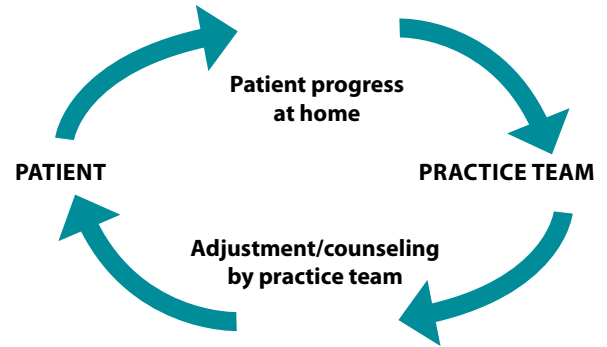 Patient progress
at home
PATIENT
PRACTICE TEAM
Adjustment/counseling
by practice team